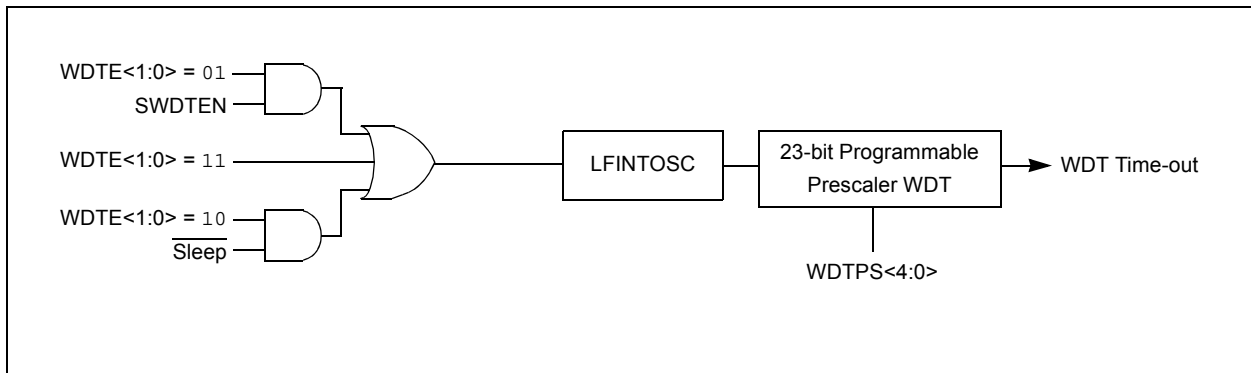 WDTE<1:0> = 01
SWDTEN
WDTE<1:0> = 11
WDTE<1:0> = 10
Sleep
LFINTOSC
23-bit Programmable
Prescaler WDT
WDT Time-out
WDTPS<4:0>